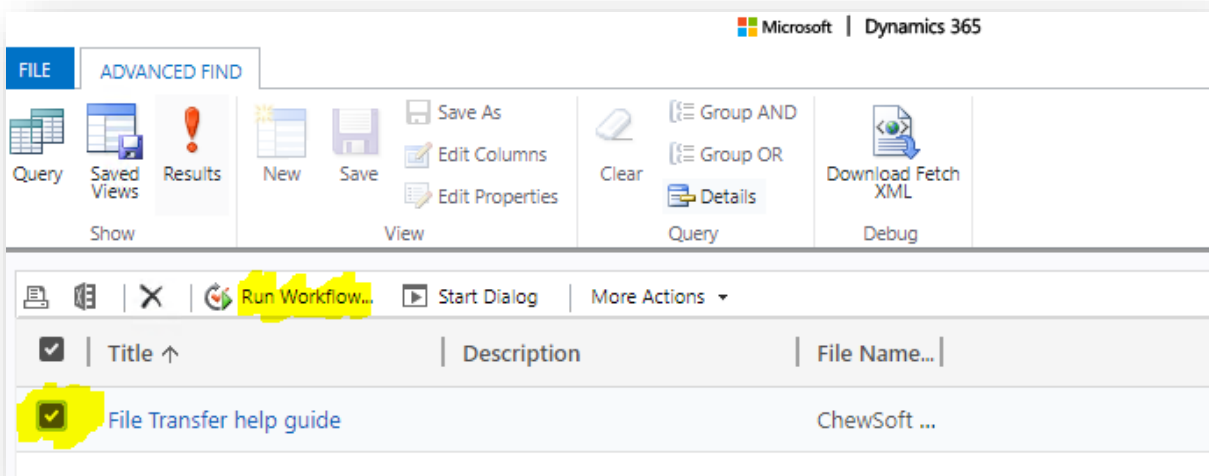 Microsoft | Dynamics 365
FILE ADVANCED FIND
Query
Saved Views
Results
New
Save
Save As
Edit Columns
Edit Properties
Clear
Group AND
Group OR
Details
Download Fetch
XML
Show View Query Debug
Run Workflow... Start Dialog More Actions
Title Description File Name...
File Transfer help guide ChewSoft ...